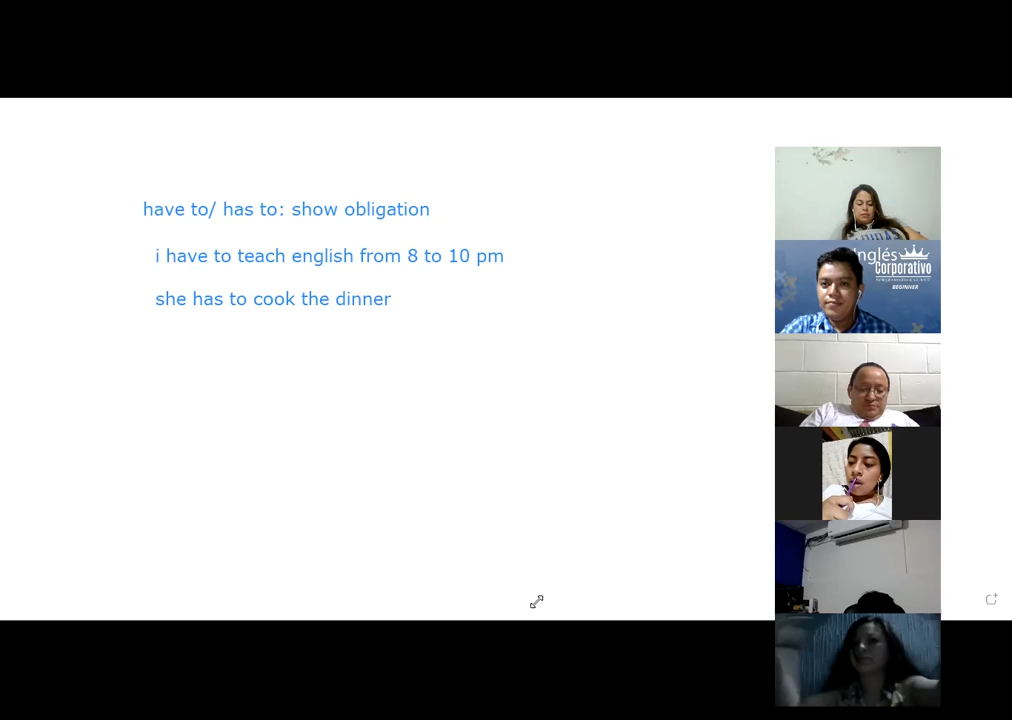 have to/ has to: show obligation
i have to teach english from 8 to 10 pm
she has to cook the dinner
Inglés
Corporativo
BEGINNER